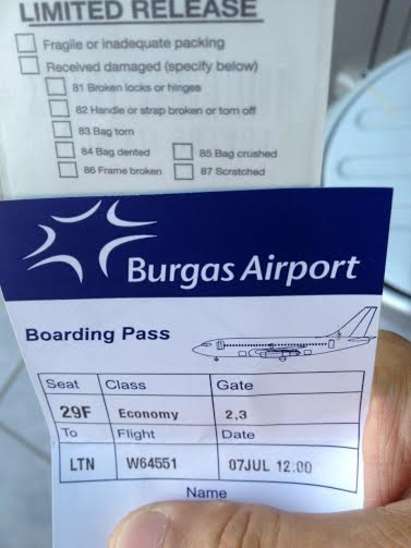 LIMITED RELEASE
Fragile or inadequate packing
Received damaged (specify below)
81 Broken locks or hinges
82 Handle or strap broken or torn off
83 Bag torn
84 Bag dented 85 Bag crushed
86 Frame broken 87 Scratched
Burgas Airport
Boarding Pass
Seat Class Gate
29F Economy 2,3
To Flight Date
LTN W64551 07JUL 12:00
Name